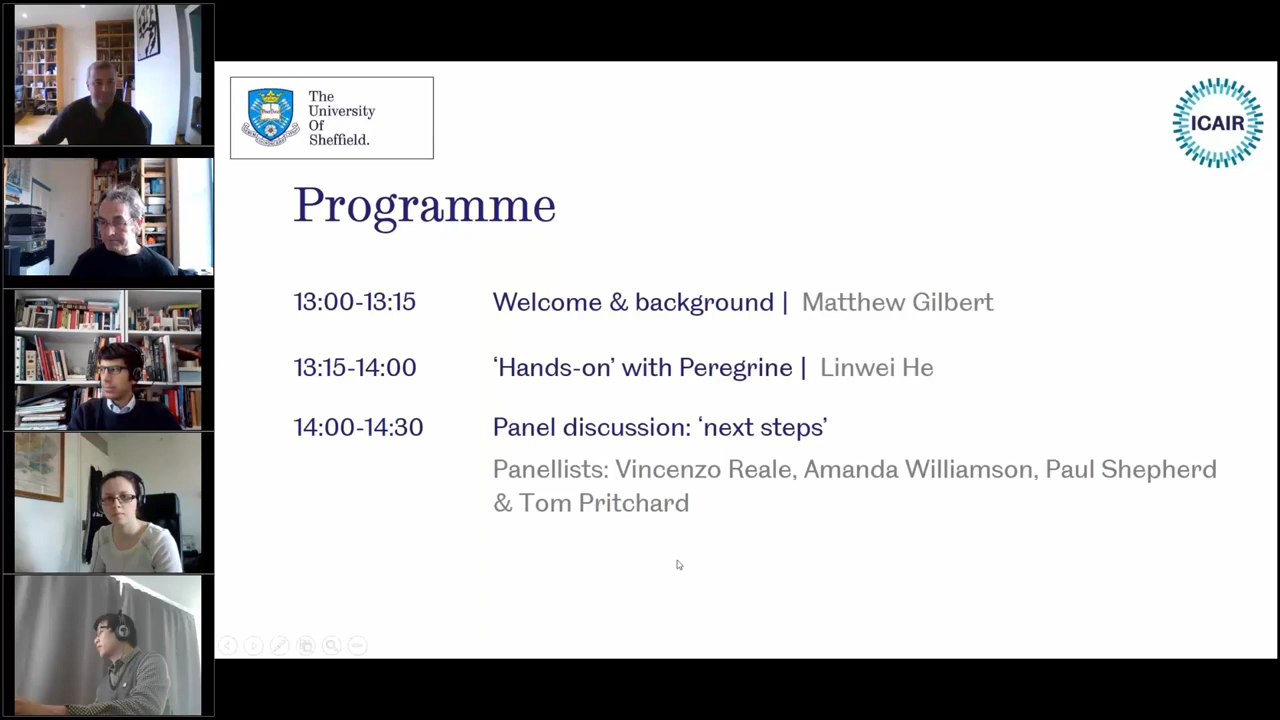 The
University
Of
Sheffield.
ICAIR
Programme
13:00-13:15 Welcome & background | Matthew Gilbert
13:15-14:00 ‘Hands-on’ with Peregrine | Linwei He
14:00-14:30 Panel discussion: ‘next steps’
Panellists: Vincenzo Reale, Amanda Williamson, Paul Shepherd
& Tom Pritchard